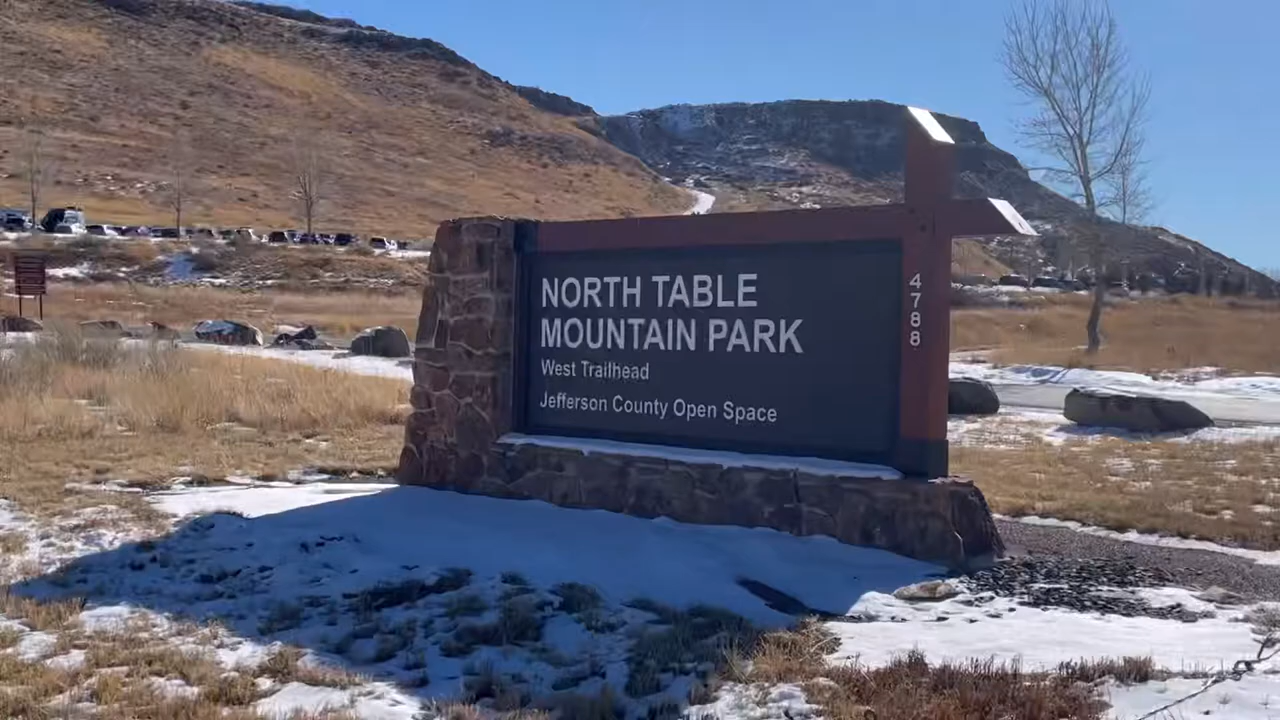 NORTH TABLE
MOUNTAIN PARK
West Trailhead
Jefferson County Open Space
4788